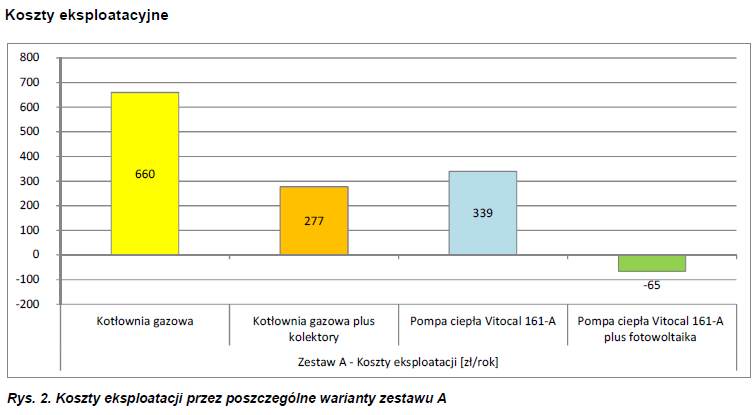 Koszty eksploatacyjne
800
700
600
500
400
300
200
100
0
-100
-200
660
277
339
-65
Kotłownia gazowa
Kotłownia gazowa plus
kolektory
Pompa ciepła Vitocal 161-A
Pompa ciepła Vitocal 161-A
plus fotowoltaika
Zestaw A - Koszty eksploatacji [zł/rok]
Rys. 2. Koszty eksploatacji przez poszczególne warianty zestawu A